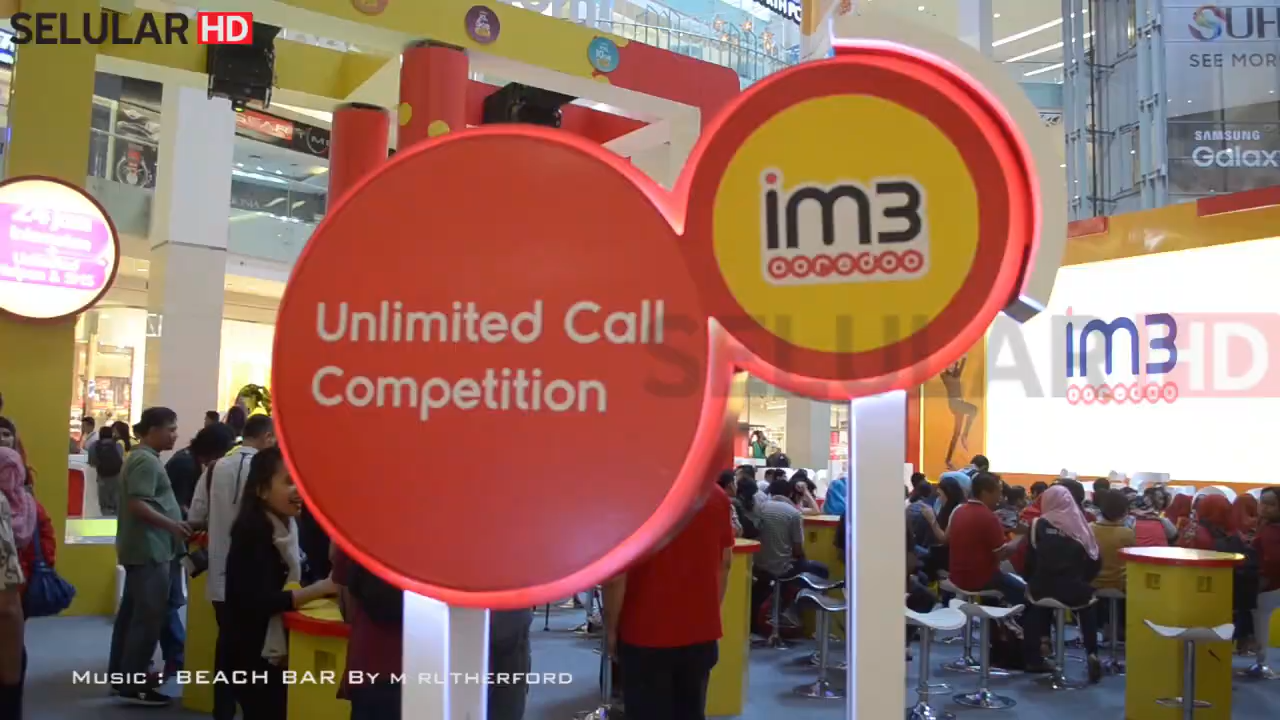 SELULAR HD
SUH
SEE MOR
SAMSUNG
Galax
im3
ooredoo
Unlimited Call
Competition
SELULAR HD
im3
ooredoo
Music : BEACH BAR By M RUTHERFORD